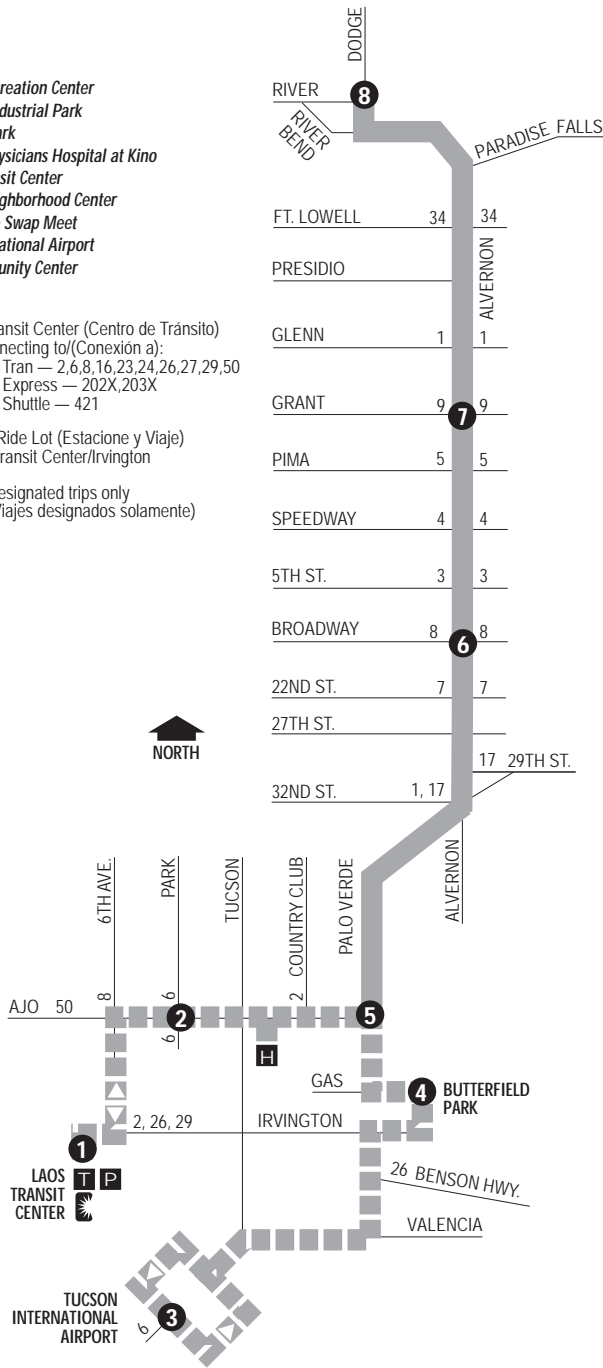 DODGE
8
RIVER
RIVER
BEND
PARADISE FALLS
reation Center
dustrial Park
ark
ysicians Hospital at Kino
sit Center
ghborhood Center
Swap Meet
ational Airport
unity Center
FT. LOWELL 34 34
ALVERNON
PRESIDIO
ansit Center (Centro de Tránsito)
necting to/(Conexión a):
Tran — 2,6,8,16,23,24,26,27,29,50
Express — 202X,203X
Shuttle — 421
GLENN 1 1
GRANT 9 9
7
Ride Lot (Estacione y Viaje)
ransit Center/Irvington
PIMA 5 5
esignated trips only
iajes designados solamente)
SPEEDWAY 4 4
5TH ST. 3 3
BROADWAY 8 8
6
22ND ST. 7 7
27TH ST.
NORTH
17 29TH ST.
32ND ST. 1, 17
6TH AVE.
PARK
TUCSON
COUNTRY CLUB
PALO VERDE
ALVERNON
AJO 50
8
6
2
6
2
5
H
GAS
4
BUTTERFIELD
PARK
2, 26, 29 IRVINGTON
1
LAOS
TRANSIT
CENTER
T P
26 BENSON HWY.
VALENCIA
TUCSON
INTERNATIONAL
AIRPORT
6
3